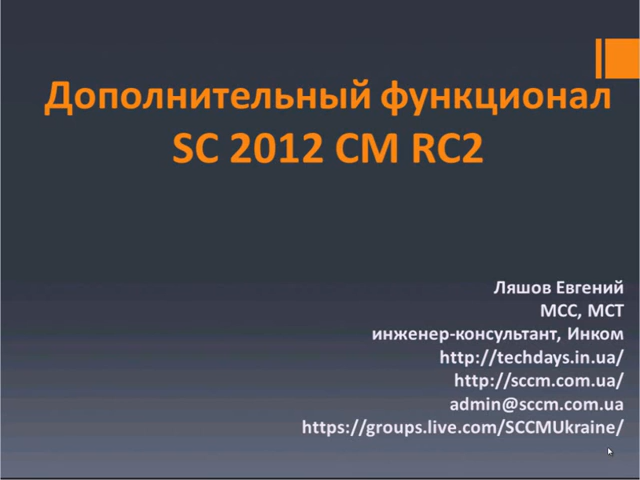 Дополнительный функционал
SC 2012 CM RC2
Ляшов Евгений
MCC, MCT
инженер-консультант, Инком
http://techdays.in.ua/
http://sccm.com.ua/
admin@sccm.com.ua
https://groups.live.com/SCCMUkraine/